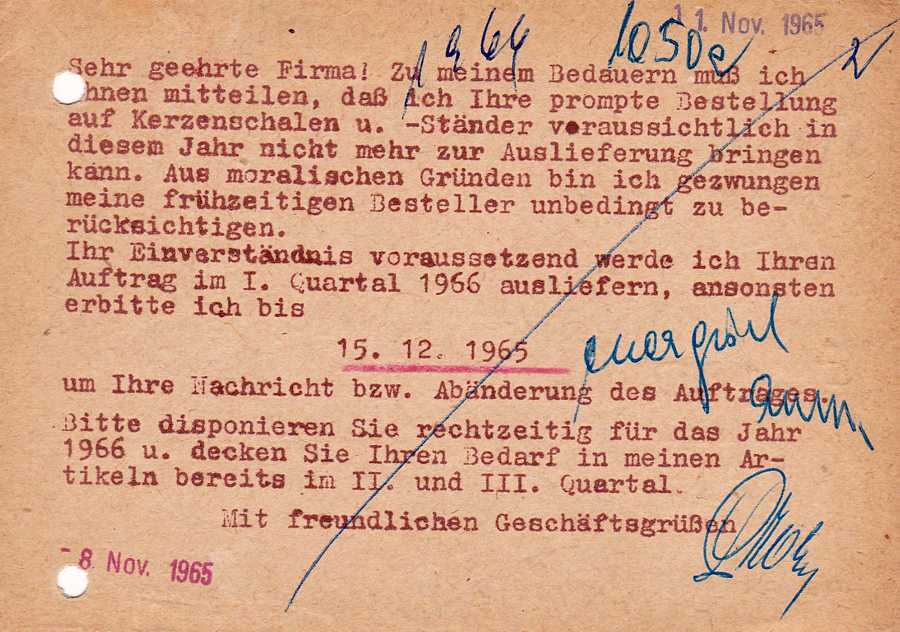 11. Nov. 1965
1050
Sehr geehrte Firma! Zu meinem Bedauern muß ich
Ihnen mitteilen, daß ich Ihre prompte Bestellung
auf Kerzenschalen u. -Ständer voraussichtlich in
diesem Jahr nicht mehr zur Auslieferung bringen
kann. Aus moralischen Gründen bin ich gezwungen
meine frühzeitigen Besteller unbedingt zu be-
rücksichtigen.
Ihr Einverständnis voraussetzend werde ich Ihren
Auftrag im I. Quartal 1966 ausliefern, ansonsten
erbitte ich bis
15. 12. 1965
um Ihre Nachricht bzw. Abänderung des Auftrages.
Bitte disponieren Sie rechtzeitig für das Jahr
1966 u. decken Sie Ihren Bedarf in meinen Ar-
tikeln bereits im II. und III. Quartal.
Mit freundlichen Geschäftsgrüßen
- 8. Nov. 1965